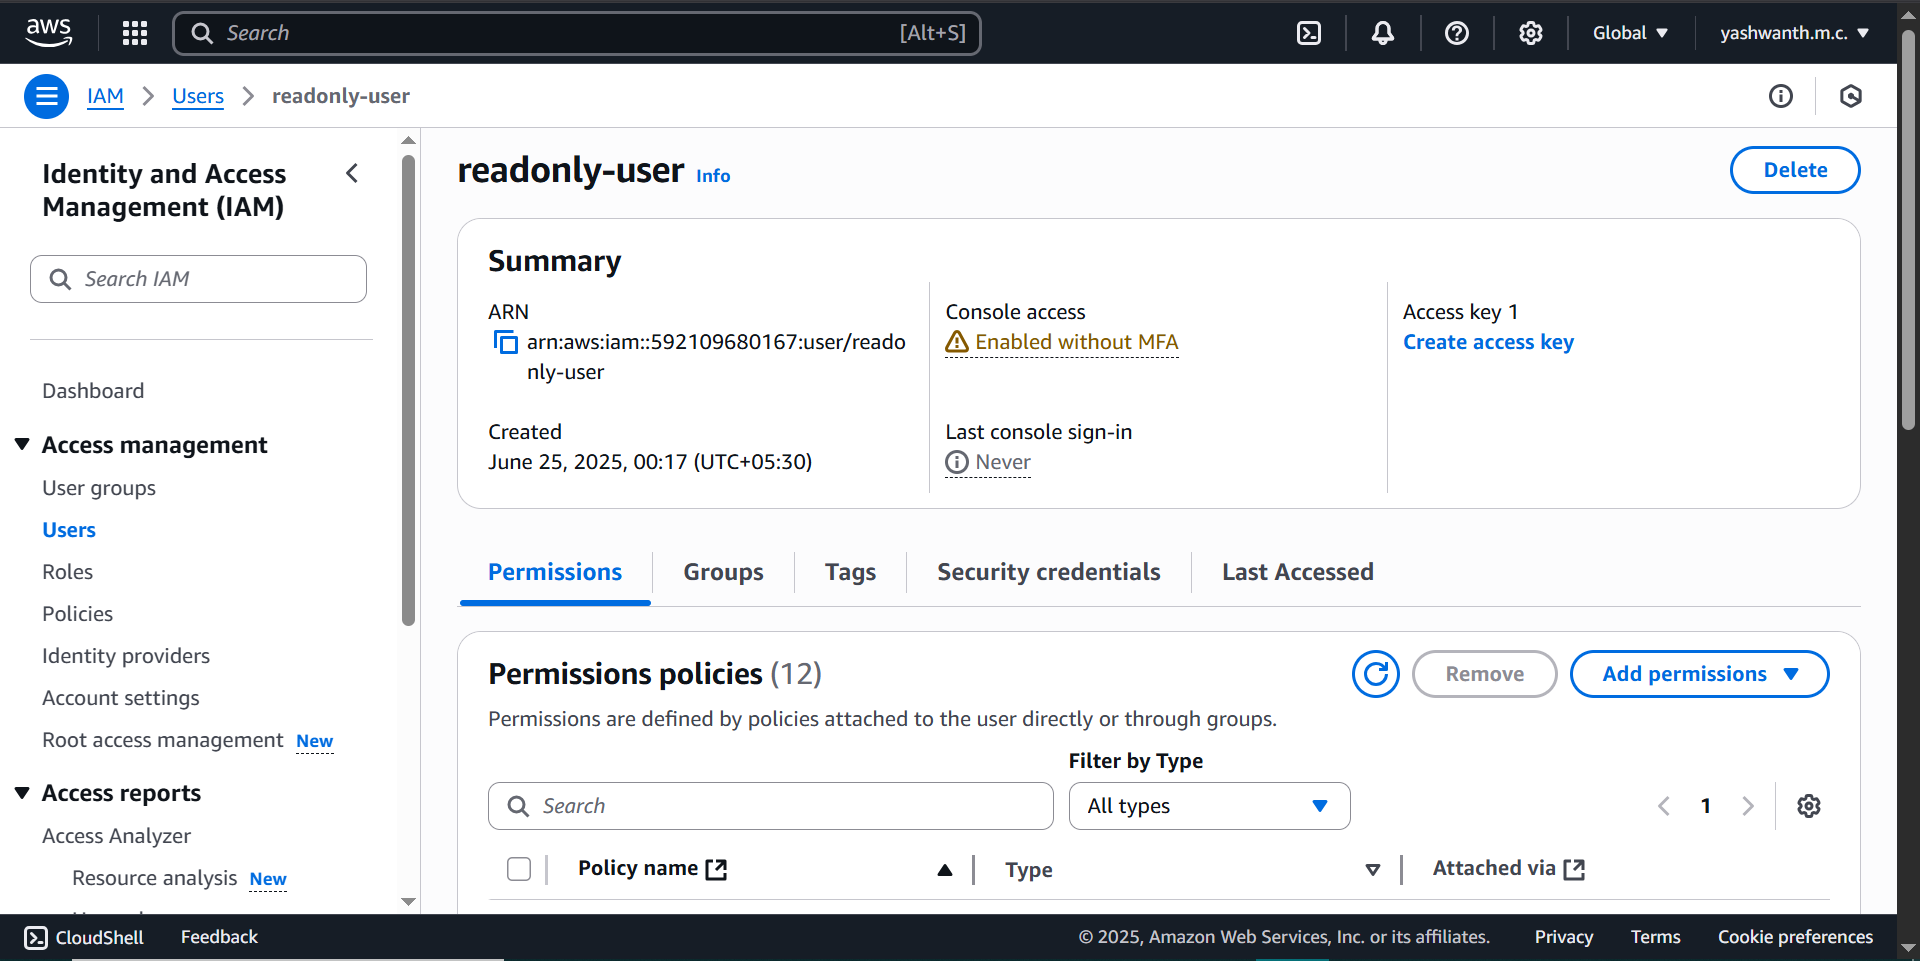 aws
Search [Alt+S]
Global
yashwanth.m.c.
IAM
Users
readonly-user
Identity and Access
Management (IAM)
Search IAM
Dashboard
Access management
User groups
Users
Roles
Policies
Identity providers
Account settings
Root access management New
Access reports
Access Analyzer
Resource analysis New
readonly-user Info
Delete
Summary
ARN
arn:aws:iam::592109680167:user/reado
nly-user
Created
June 25, 2025, 00:17 (UTC+05:30)
Console access
Enabled without MFA
Last console sign-in
Never
Access key 1
Create access key
Permissions
Groups
Tags
Security credentials
Last Accessed
Permissions policies (12)
Remove
Add permissions
Permissions are defined by policies attached to the user directly or through groups.
Filter by Type
Search
All types
1
Policy name
Type
Attached via
CloudShell
Feedback
© 2025, Amazon Web Services, Inc. or its affiliates.
Privacy
Terms
Cookie preferences